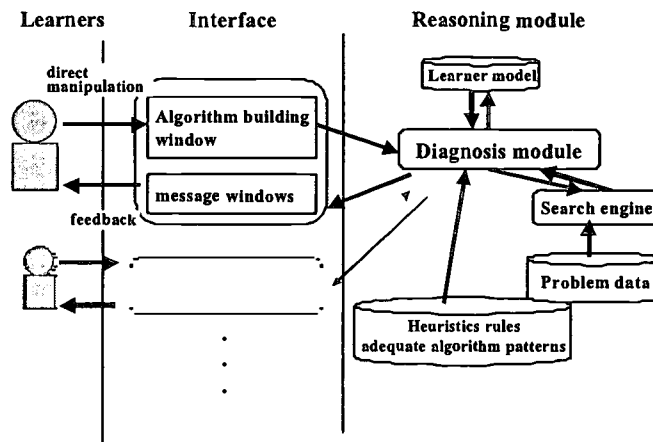 Learners
Interface
Reasoning module
direct
manipulation
Learner model
Algorithm building
window
Diagnosis module
message windows
feedback
Search engine
Problem data
Heuristics rules
adequate algorithm patterns